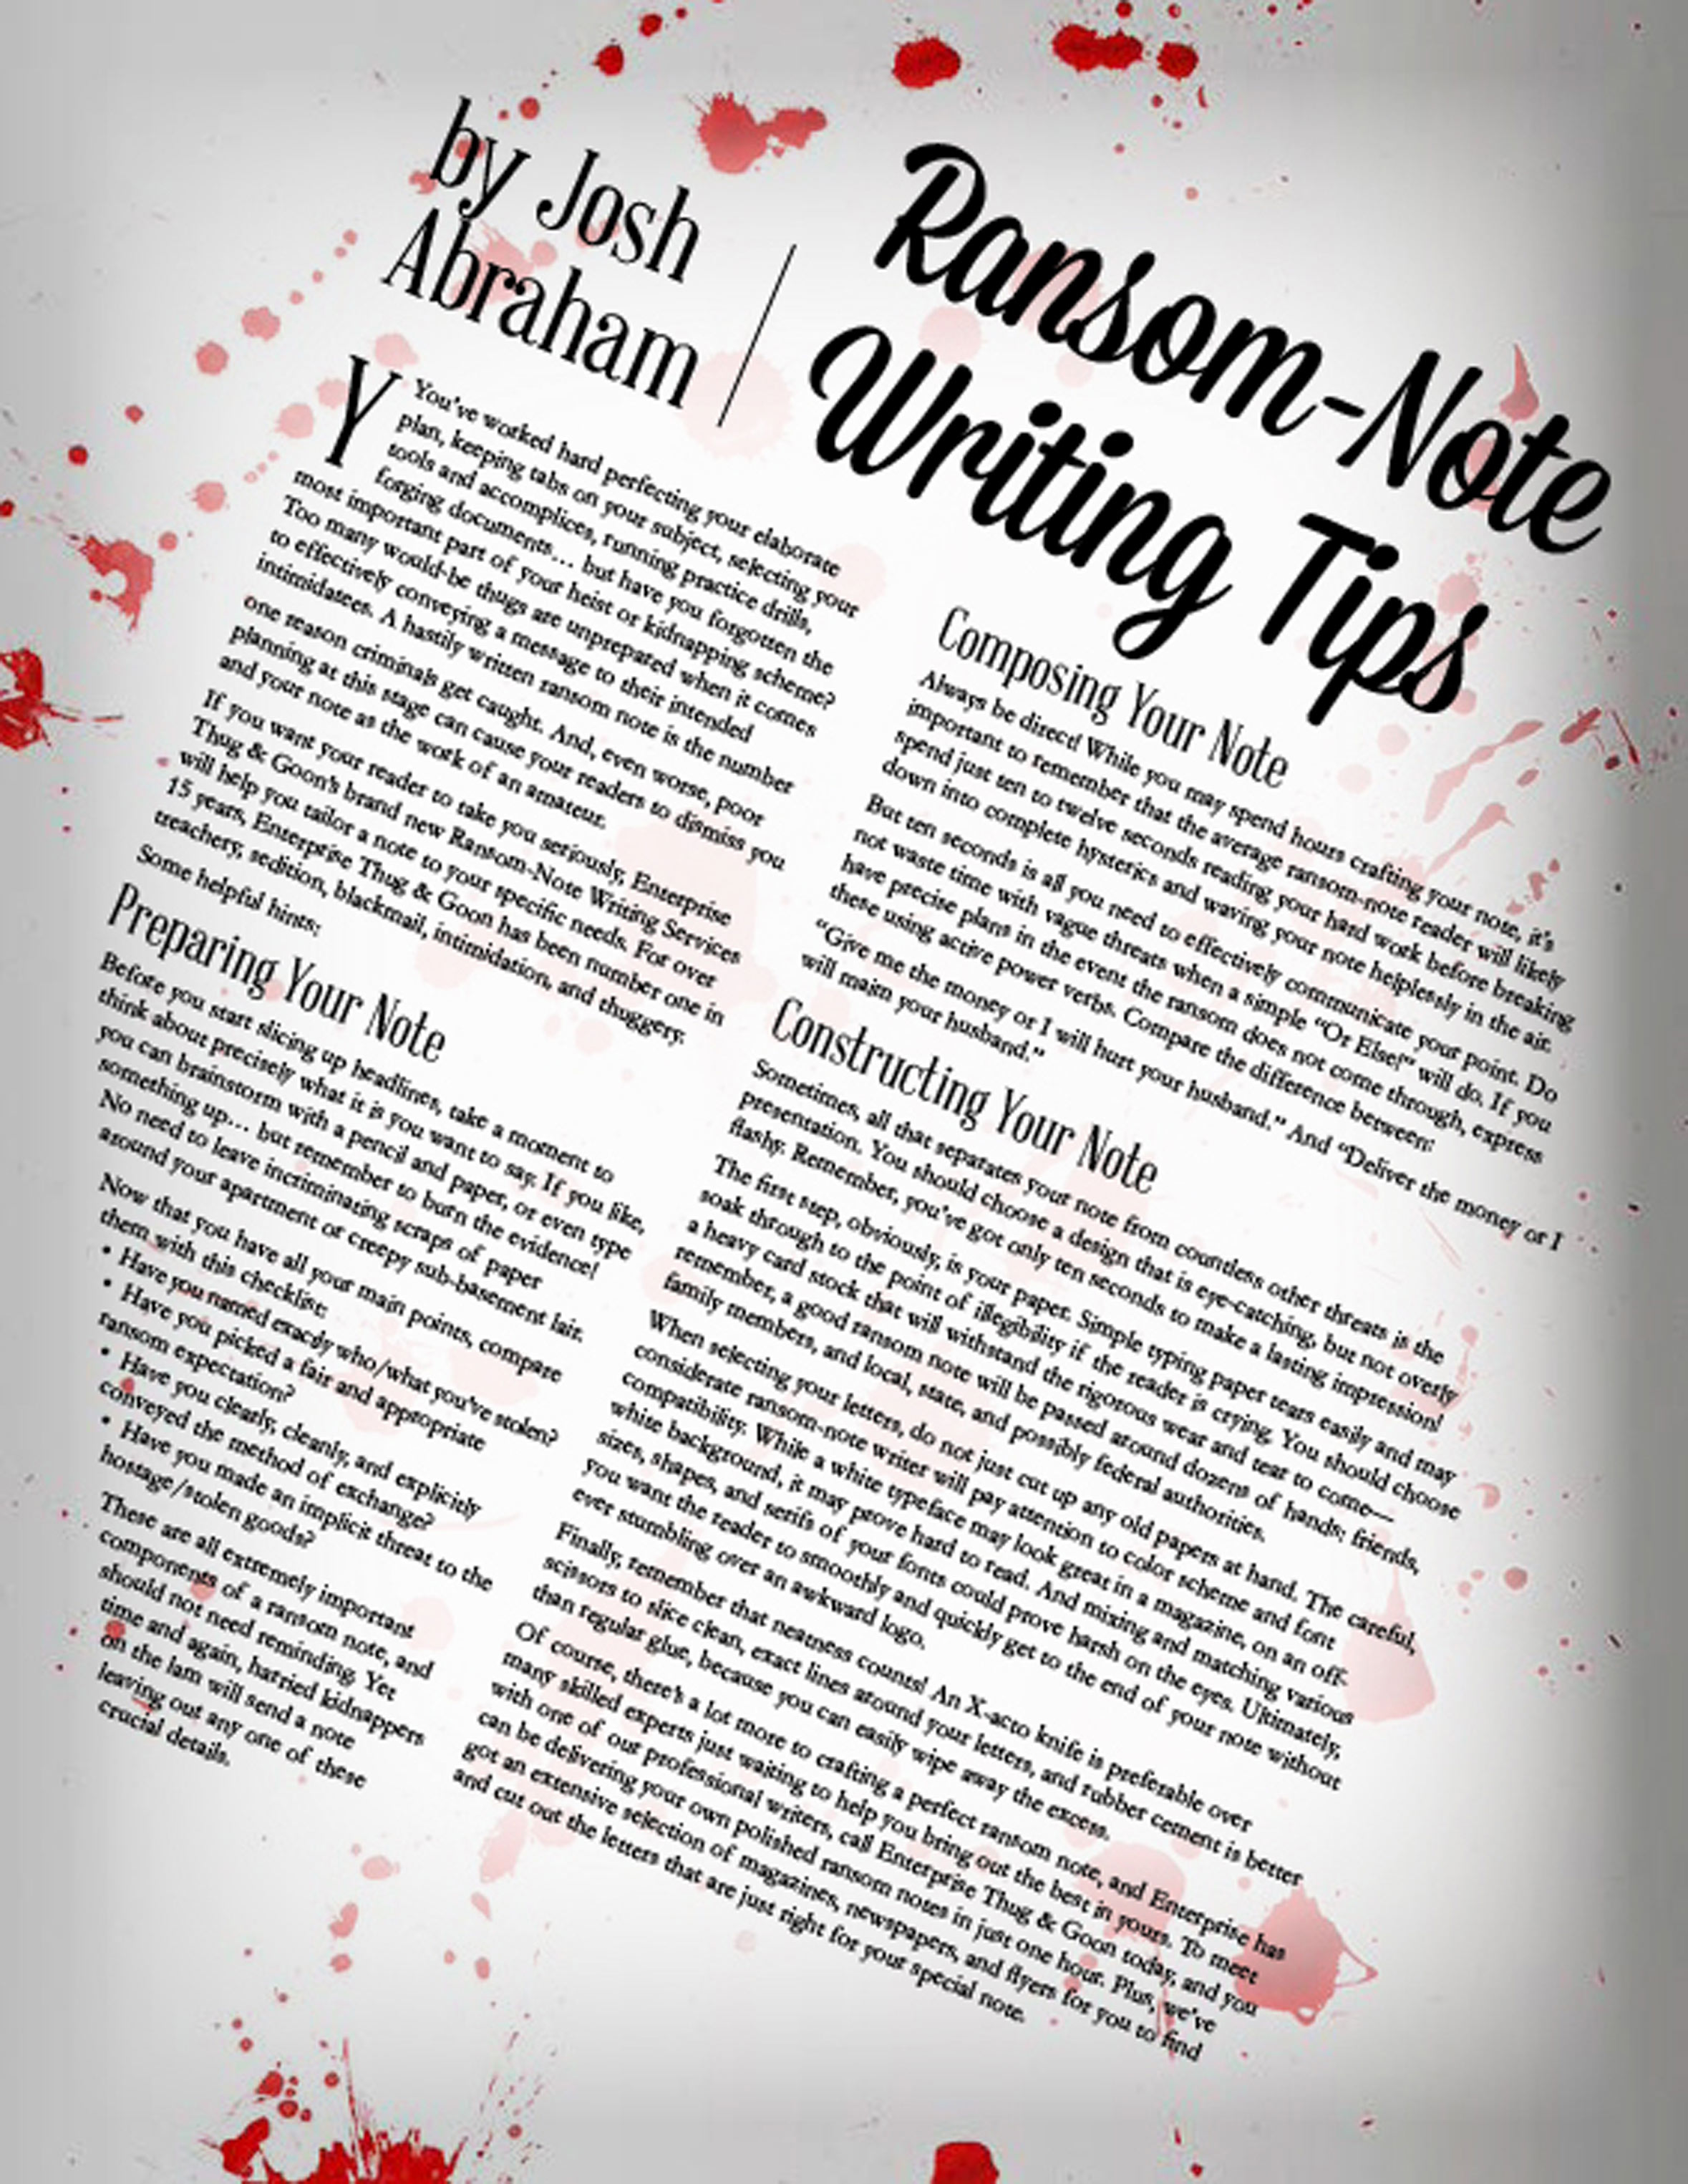 by Josh
Abraham
Ransom-Note
Writing Tips
You've worked hard perfecting your elaborate
plan, keeping tabs on your subject, selecting your
tools and accomplices, running practice drills,
forging documents... but have you forgotten the
most important part of your heist or kidnapping scheme?
Too many would-be thugs are unprepared when it comes
to effectively conveying a message to their intended
intimidatees. A hastily written ransom note is the number
one reason criminals get caught. And, even worse, poor
planning at this stage can cause your readers to dismiss you
and your note as the work of an amateur.
If you want your reader to take you seriously, Enterprise
Thug & Goon's brand new Ransom-Note Writing Services
will help you tailor a note to your specific needs. For over
15 years, Enterprise Thug & Goon has been number one in
treachery, sedition, blackmail, intimidation, and thuggery.
Some helpful hints:
Preparing Your Note
Before you start slicing up headlines, take a moment to
think about precisely what it is you want to say. If you like,
you can brainstorm with a pencil and paper, or even type
something up... but remember to burn the evidence!
No need to leave incriminating scraps of paper
around your apartment or creepy sub-basement lair.
Now that you have all your main points, compare
them with this checklist:
• Have you named exactly who/what you've stolen?
• Have you picked a fair and appropriate
ransom expectation?
• Have you clearly, cleanly, and explicitly
conveyed the method of exchange?
• Have you made an implicit threat to the
hostage/stolen goods?
These are all extremely important
components of a ransom note, and
should not need reminding. Yet
time and again, harried kidnappers
on the lam will send a note
leaving out any one of these
crucial details.
Composing Your Note
Always be direct! While you may spend hours crafting your note, it's
important to remember that the average ransom-note reader will likely
spend just ten to twelve seconds reading your hard work before breaking
down into complete hysterics and waving your note helplessly in the air.
But ten seconds is all you need to effectively communicate your point. Do
not waste time with vague threats when a simple "Or Else!" will do. If you
have precise plans in the event the ransom does not come through, express
these using active power verbs. Compare the difference between:
"Give me the money or I will hurt your husband." And "Deliver the money or I
will maim your husband."
Constructing Your Note
Sometimes, all that separates your note from countless other threats is the
presentation. You should choose a design that is eye-catching, but not overly
flashy. Remember, you've got only ten seconds to make a lasting impression!
The first step, obviously, is your paper. Simple typing paper tears easily and may
soak through to the point of illegibility if the reader is crying. You should choose
a heavy card stock that will withstand the rigorous wear and tear to come—
remember, a good ransom note will be passed around dozens of hands: friends,
family members, and local, state, and possibly federal authorities.
When selecting your letters, do not just cut up any old papers at hand. The careful,
considerate ransom-note writer will pay attention to color scheme and font
compatibility. While a white typeface may look great in a magazine, on an off-
white background, it may prove hard to read. And mixing and matching various
sizes, shapes, and serifs of your fonts could prove harsh on the eyes. Ultimately,
you want the reader to smoothly and quickly get to the end of your note without
ever stumbling over an awkward logo.
Finally, remember that neatness counts! An X-acto knife is preferable over
scissors to slice clean, exact lines around your letters, and rubber cement is better
than regular glue, because you can easily wipe away the excess.
Of course, there's a lot more to crafting a perfect ransom note, and Enterprise has
many skilled experts just waiting to help you bring out the best in yours. To meet
with one of our professional writers, call Enterprise Thug & Goon today, and you
can be delivering your own polished ransom notes in just one hour. Plus, we've
got an extensive selection of magazines, newspapers, and flyers for you to find
and cut out the letters that are just right for your special note.